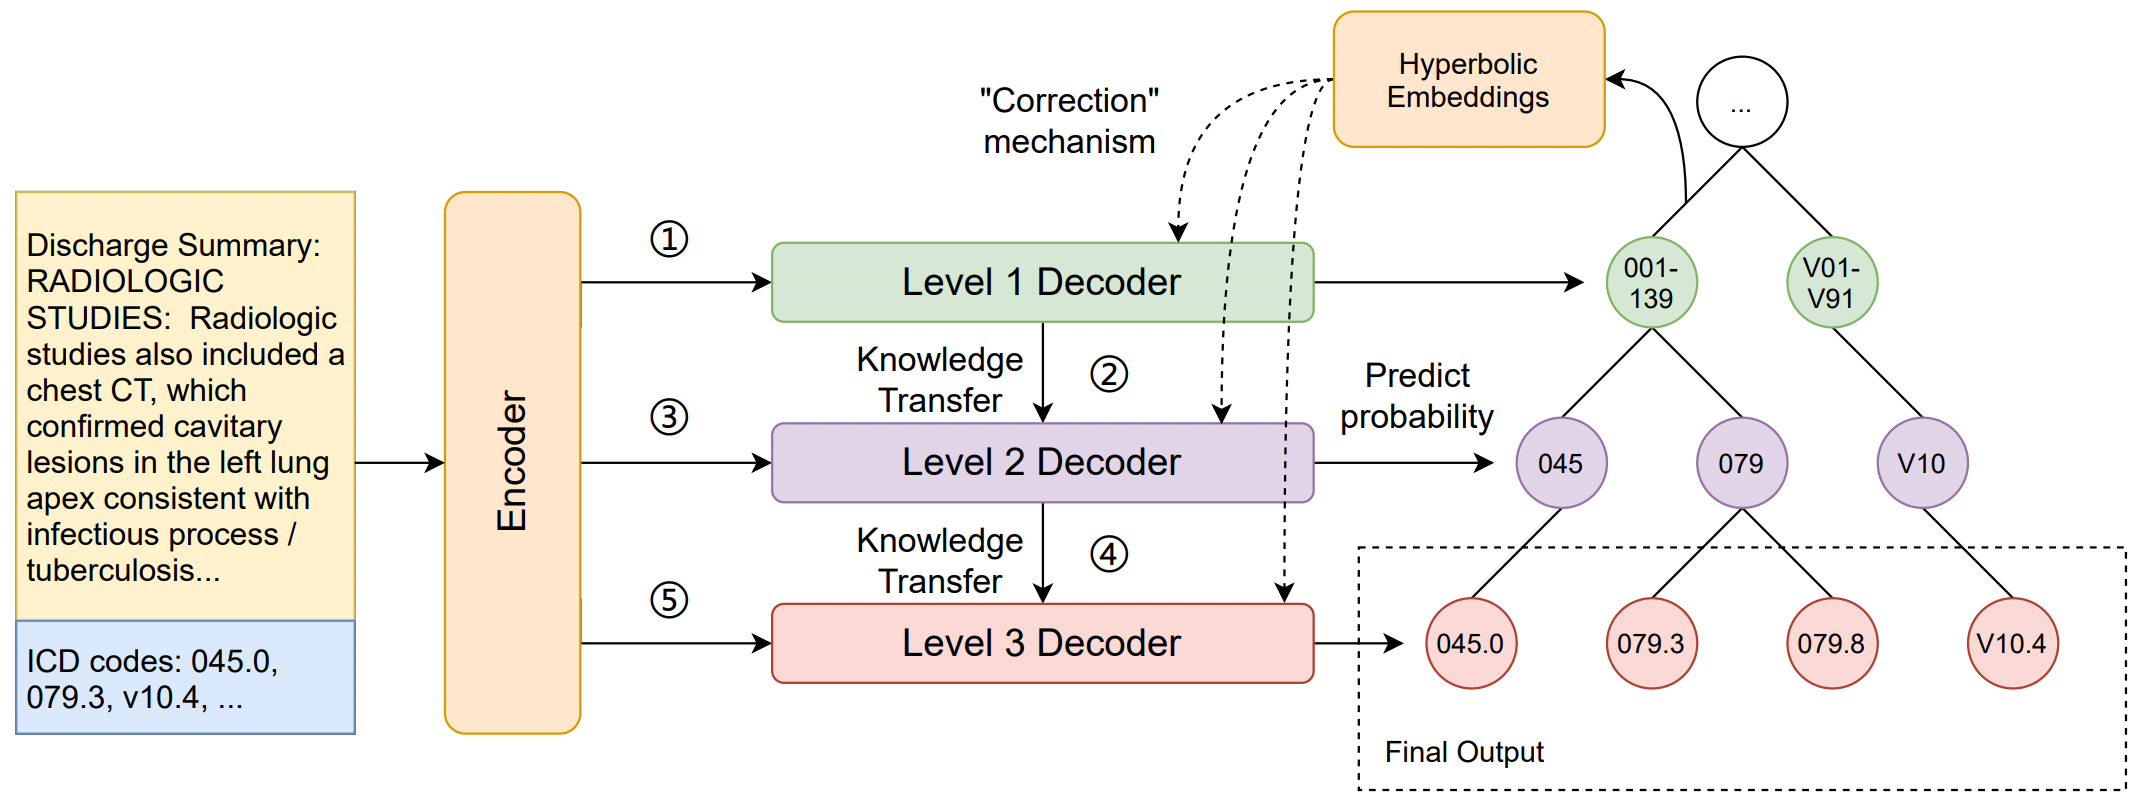 Discharge Summary:
RADIOLOGIC
STUDIES: Radiologic
studies also included a
chest CT, which
confirmed cavitary
lesions in the left lung
apex consistent with
infectious process /
tuberculosis...
ICD codes: 045.0,
079.3, v10.4, ...
Encoder
①
②
③
④
⑤
"Correction"
mechanism
Level 1 Decoder
Knowledge
Transfer
Level 2 Decoder
Knowledge
Transfer
Level 3 Decoder
Predict
probability
Hyperbolic
Embeddings
...
001-
139
V01-
V91
045
079
V10
045.0
079.3
079.8
V10.4
Final Output